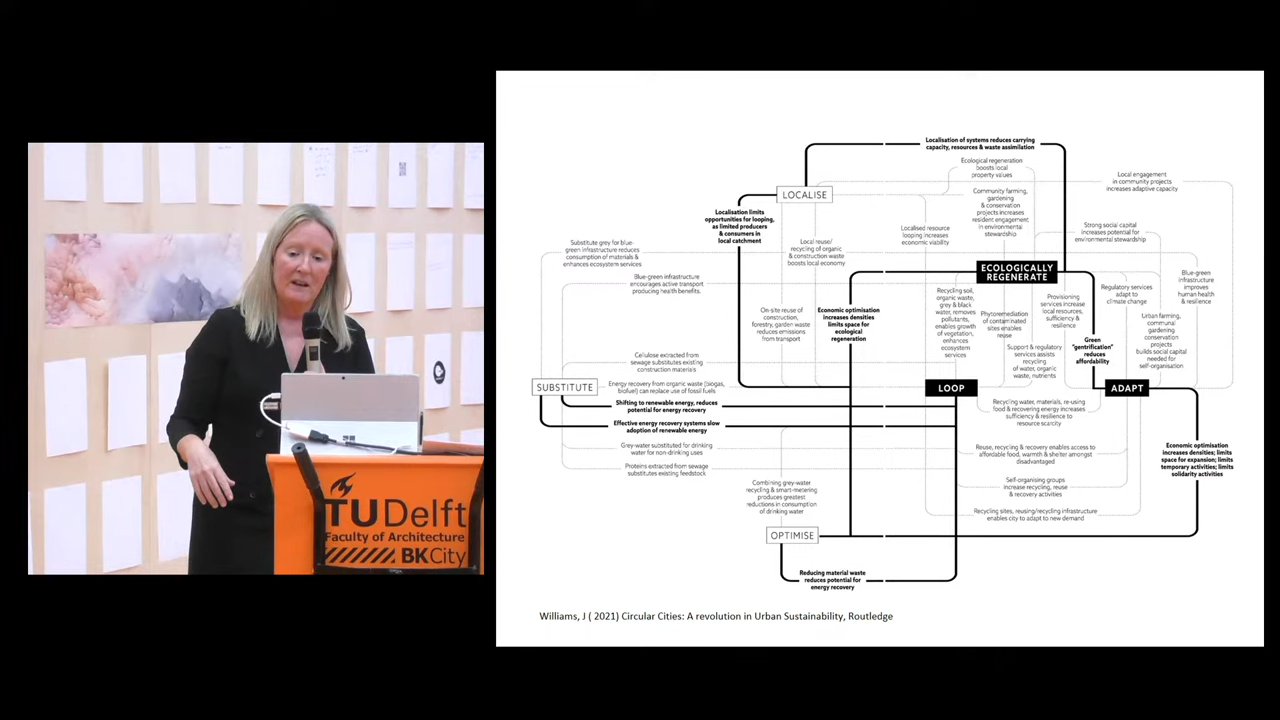 Localisation of systems reduces carrying
capacity, resources & waste assimilation
Ecological regeneration
boosts local
property values
Local engagement
in community projects
increases adaptive capacity
LOCALISE
Community farming,
gardening
& conservation
projects increases
resident engagement
in environmental
stewardship
Localisation limits
opportunities for looping,
as limited producers
& consumers in
local catchment
Localised resource
looping increases
economic viability
Strong social capital
increases potential for
environmental stewardship
Substitute grey for blue-
green infrastructure reduces
consumption of materials &
enhances ecosystem services
Local reuse/
recycling of organic
& construction waste
boosts local economy
ECOLOGICALLY
REGENERATE
Blue-green infrastructure
encourages active transport
producing health benefits.
Blue-green
infrastructure
improves
human health
& resilience
Regulatory services
adapt to
climate change
Recycling soil,
organic waste,
grey & black
water, removes
pollutants,
enables growth
of vegetation,
enhances
ecosystem
services
Provisioning
services increase
local resources,
sufficiency &
resilience
On-site reuse of
construction,
forestry, garden waste
reduces emissions
from transport
Economic optimisation
increases densities
limits space for
ecological
regeneration
Phytoremediation
of contaminated
sites enables
reuse
Urban farming,
communal
gardening
conservation
projects
builds social capital
needed for
self-organisation
Green
"gentrification"
reduces
affordability
Support & regulatory
services assists
recycling
of water, organic
waste, nutrients
Cellulose extracted from
sewage substitutes existing
construction materials
SUBSTITUTE
Energy recovery from organic waste (biogas,
biofuel) can replace use of fossil fuels
LOOP
ADAPT
Shifting to renewable energy, reduces
potential for energy recovery
Recycling water, materials, re-using
food & recovering energy increases
sufficiency & resilience to
resource scarcity
Effective energy recovery systems slow
adoption of renewable energy
Grey-water substituted for drinking
water for non-drinking uses
Reuse, recycling & recovery enables access to
affordable food, warmth & shelter amongst
disadvantaged
Economic optimisation
increases densities; limits
space for expansion; limits
temporary activities; limits
solidarity activities
Proteins extracted from sewage
substitutes existing feedstock
Combining grey-water
recycling & smart-metering
produces greatest
reductions in consumption
of drinking water
Self-organising groups
increase recycling, reuse
& recovery activities
Recycling sites, reusing/recycling infrastructure
enables city to adapt to new demand
OPTIMISE
Reducing material waste
reduces potential for
energy recovery
Williams, J ( 2021) Circular Cities: A revolution in Urban Sustainability, Routledge
TUDelft
Faculty of Architecture
BKCity